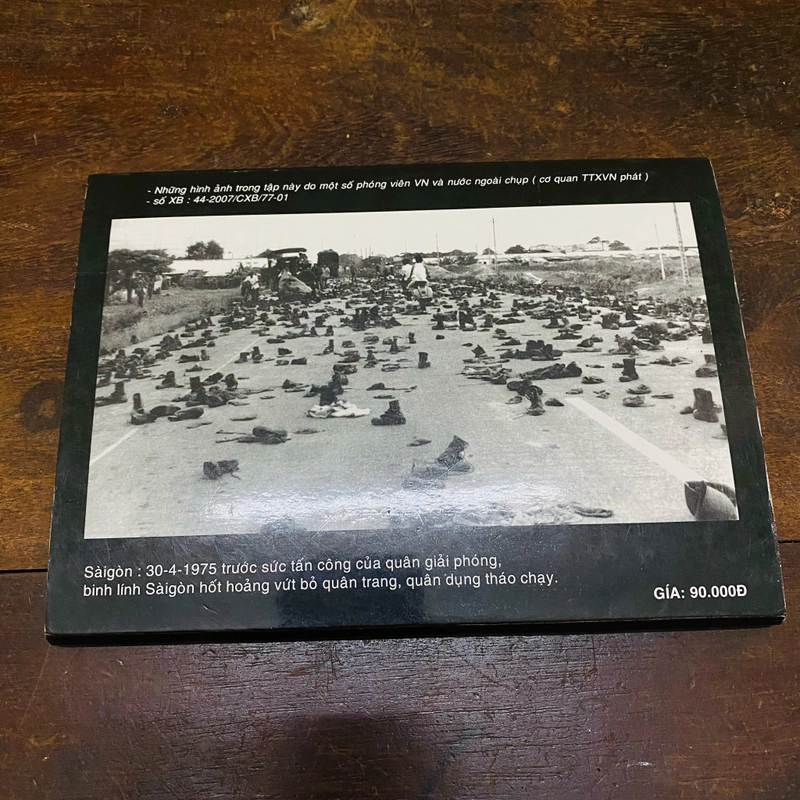 - Những hình ảnh trong tập này do một số phóng viên VN và nước ngoài chụp ( cơ quan TTXVN phát )
- số XB : 44-2007/CXB/77-01
Sàigòn : 30-4-1975 trước sức tấn công của quân giải phóng,
binh lính Sàigòn hốt hoảng vứt bỏ quân trang, quân dụng tháo chạy.
GÍA: 90.000Đ